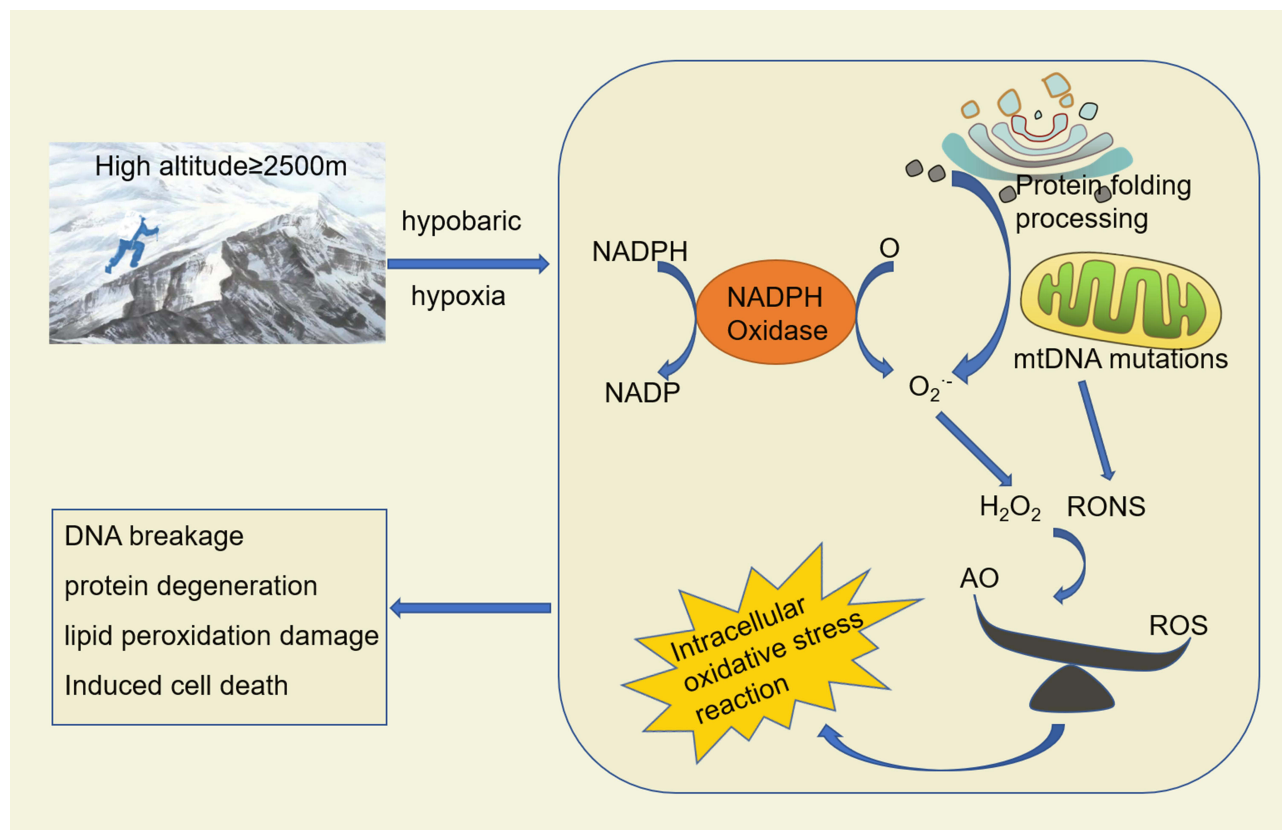 High altitude≥2500m
hypobaric
hypoxia
Protein folding
processing
NADPH
O
NADPH
Oxidase
NADP
O₂·-
mtDNA mutations
H₂O₂
RONS
AO
ROS
Intracellular
oxidative stress
reaction
DNA breakage
protein degeneration
lipid peroxidation damage
Induced cell death